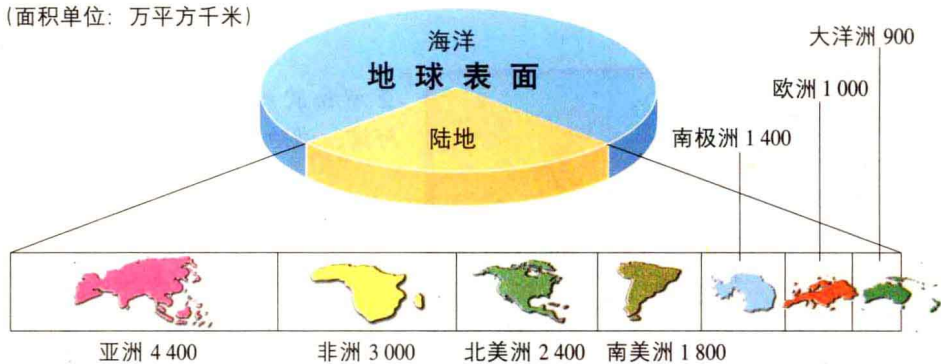 (面积单位: 万平方千米)
海洋
地球表面
陆地
大洋洲 900
欧洲 1 000
南极洲 1 400
亚洲 4 400
非洲 3 000
北美洲 2 400
南美洲 1 800